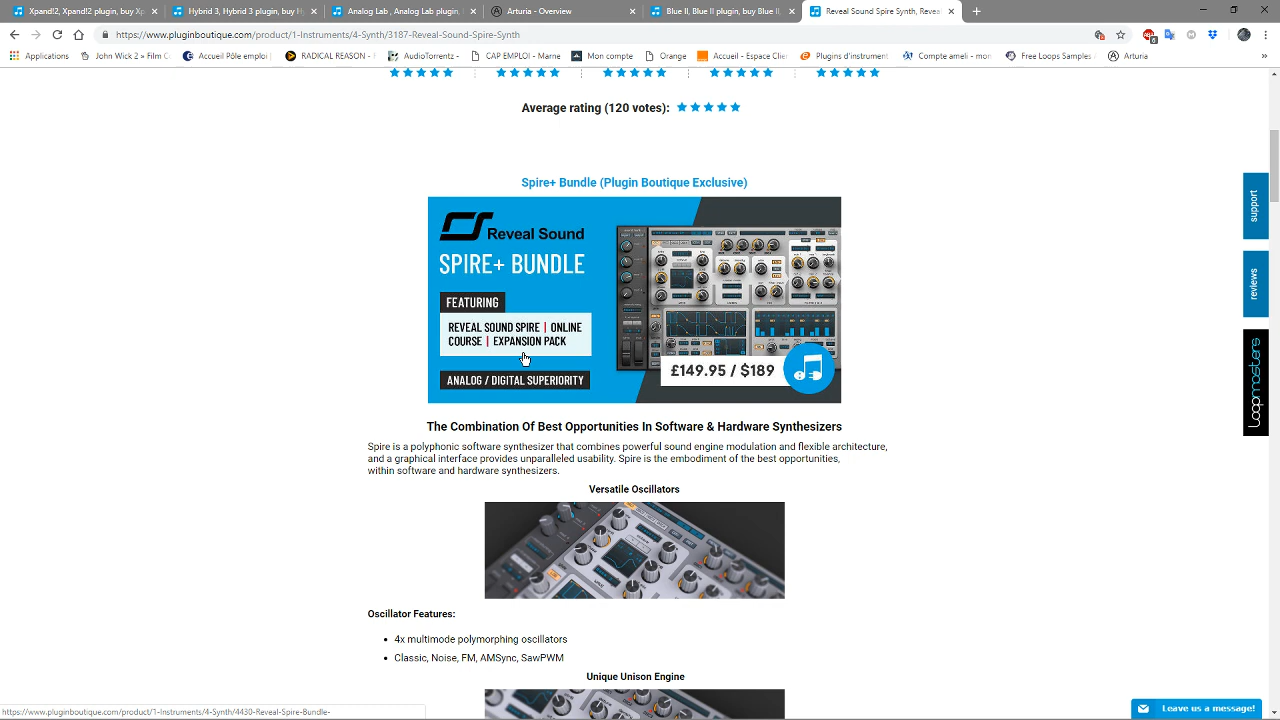 Xpand!2, Xpand!2 plugin, buy Xp
Hybrid 3, Hybrid 3 plugin, buy Hy
Analog Lab , Analog Lab plugin,
Arturia - Overview
Blue II, Blue II plugin, buy Blue II
Reveal Sound Spire Synth, Revea
https://www.pluginboutique.com/product/1-Instruments/4-Synth/3187-Reveal-Sound-Spire-Synth
Applications
John Wick 2 » Film C
Accueil Pôle emploi |
RADICAL REASON - F
AudioTorrentz -
CAP EMPLOI - Marne
Mon compte
Orange
Accueil - Espace Clie
Plugins d'instrumen
Compte ameli - mon
Free Loops Samples
Arturia
»
Average rating (120 votes):
Spire+ Bundle (Plugin Boutique Exclusive)
Reveal Sound
SPIRE+ BUNDLE
FEATURING
REVEAL SOUND SPIRE | ONLINE
COURSE | EXPANSION PACK
ANALOG / DIGITAL SUPERIORITY
£149.95 / $189
The Combination Of Best Opportunities In Software & Hardware Synthesizers
Spire is a polyphonic software synthesizer that combines powerful sound engine modulation and flexible architecture,
and a graphical interface provides unparalleled usability. Spire is the embodiment of the best opportunities,
within software and hardware synthesizers.
Versatile Oscillators
Oscillator Features:
• 4x multimode polymorphing oscillators
• Classic, Noise, FM, AMSync, SawPWM
Unique Unison Engine
support
reviews
loopmasters
https://www.pluginboutique.com/product/1-Instruments/4-Synth/4430-Reveal-Spire-Bundle-
Leave us a message!